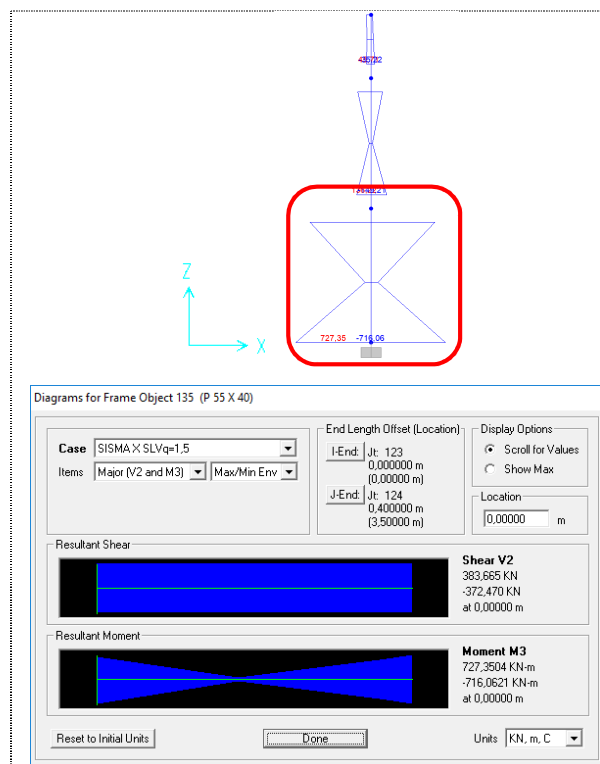 Z
X
727,35 -716,06
Diagrams for Frame Object 135 (P 55 X 40)
Case SISMA X SLVq=1,5
Items Major (V2 and M3) Max/Min Env
End Length Offset (Location)
I-End: Jt: 123
0,000000 m
(0,00000 m)
J-End: Jt: 124
0,400000 m
(3,50000 m)
Display Options
Scroll for Values
Show Max
Location
0,00000 m
Resultant Shear
Shear V2
383,665 KN
-372,470 KN
at 0,00000 m
Resultant Moment
Moment M3
727,3504 KN-m
-716,0621 KN-m
at 0,00000 m
Reset to Initial Units
Done
Units KN, m, C